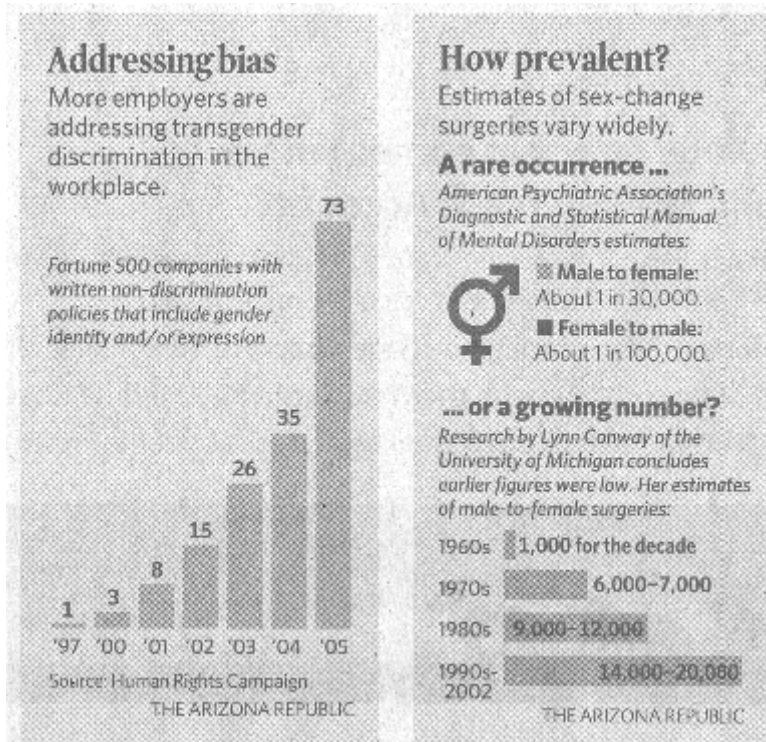 Addressing bias
More employers are
addressing transgender
discrimination in the
workplace.
Fortune 500 companies with
written non-discrimination
policies that include gender
identity and/or expression
1
3
8
15
26
35
73
'97 '00 '01 '02 '03 '04 '05
Source: Human Rights Campaign
THE ARIZONA REPUBLIC
How prevalent?
Estimates of sex-change
surgeries vary widely.
A rare occurrence ...
American Psychiatric Association's
Diagnostic and Statistical Manual
of Mental Disorders estimates:
Male to female:
About 1 in 30,000.
Female to male:
About 1 in 100,000.
... or a growing number?
Research by Lynn Conway of the
University of Michigan concludes
earlier figures were low. Her estimates
of male-to-female surgeries:
1960s 1,000 for the decade
1970s 6,000–7,000
1980s 9,000–12,000
1990s- 14,000–20,000
2002
THE ARIZONA REPUBLIC